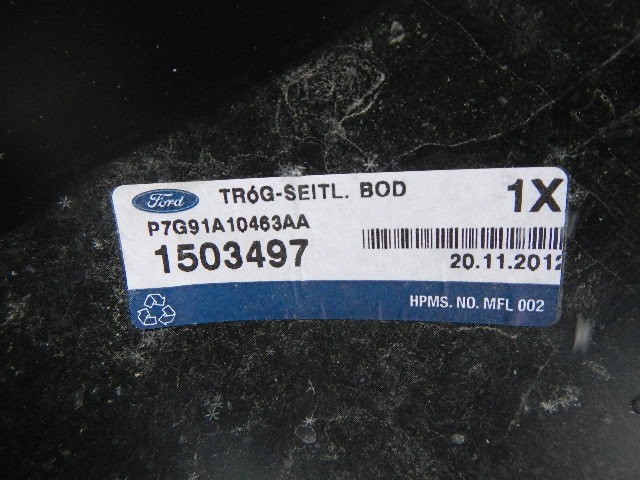 Ford TRóG-SEITL. BOD 1X
P7G91A10463AA
1503497 20.11.2012
HPMS. NO. MFL 002